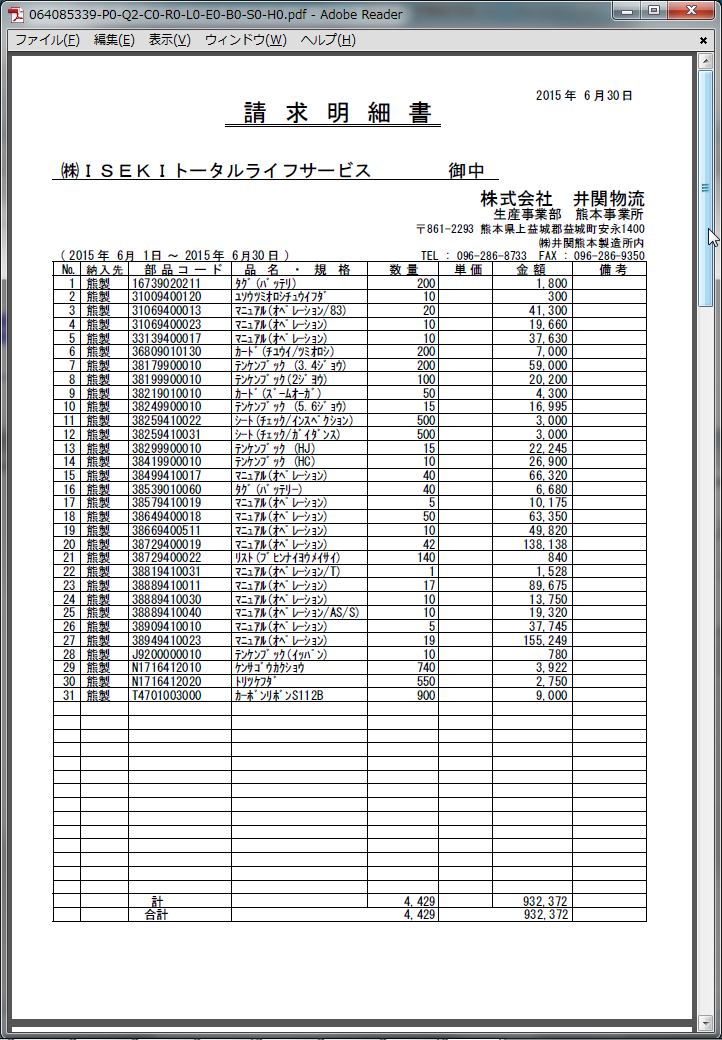 064085339-P0-Q2-C0-R0-L0-E0-B0-S0-H0.pdf - Adobe Reader
ファイル(F) 編集(E) 表示(V) ウィンドウ(W) ヘルプ(H)
2015年 6月30日
請 求 明 細 書
㈱ＩＳＥＫＩトータルライフサービス 御中
株式会社 井関物流
生産事業部 熊本事業所
〒861-2293 熊本県上益城郡益城町安永1400
㈱井関熊本製造所内
( 2015年 6月 1日 ～ 2015年 6月30日 ) TEL : 096-286-8733 FAX : 096-286-9350
№ 納入先 部品コード 品 名 ・ 規 格 数 量 単 価 金 額 備 考
1 熊製 16739020211 ﾀｸﾞ(ﾊﾞｯﾃﾘ) 200 1,800
2 熊製 31009400120 ﾕｿｳﾂﾐｵﾛｼﾁｭｳｲﾌﾀﾞ 10 300
3 熊製 31069400013 ﾏﾆｭｱﾙ(ｵﾍﾟﾚｰｼｮﾝ/83) 20 41,300
4 熊製 31069400023 ﾏﾆｭｱﾙ(ｵﾍﾟﾚｰｼｮﾝ) 10 19,660
5 熊製 33139400017 ﾏﾆｭｱﾙ(ｵﾍﾟﾚｰｼｮﾝ) 10 37,630
6 熊製 36809010130 ｶｰﾄﾞ(ﾁﾕｳｲ/ﾂﾐｵﾛｼ) 200 7,000
7 熊製 38179900010 ﾃﾝｹﾝﾌﾞｯｸ (3.4ｼﾞｮｳ) 200 59,000
8 熊製 38199900010 ﾃﾝｹﾝﾌﾞｯｸ(2ｼﾞﾖｳ) 100 20,200
9 熊製 38219010010 ｶｰﾄﾞ(ｽﾞｰﾑｵｰｶﾞ) 50 4,300
10 熊製 38249900010 ﾃﾝｹﾝﾌﾞｯｸ (5.6ｼﾞｮｳ) 15 16,995
11 熊製 38259410022 ｼｰﾄ(ﾁｪｯｸ/ｲﾝｽﾍﾟｸｼｮﾝ) 500 3,000
12 熊製 38259410031 ｼｰﾄ(ﾁｪｯｸ/ｶﾞｲﾀﾞﾝｽ) 500 3,000
13 熊製 38299900010 ﾃﾝｹﾝﾌﾞｯｸ (HJ) 15 22,245
14 熊製 38419900010 ﾃﾝｹﾝﾌﾞｯｸ (HC) 10 26,900
15 熊製 38499410017 ﾏﾆｭｱﾙ(ｵﾍﾟﾚｰｼｮﾝ) 40 66,320
16 熊製 38539010060 ﾀｸﾞ(ﾊﾞｯﾃﾘｰ) 40 6,680
17 熊製 38579410019 ﾏﾆｭｱﾙ(ｵﾍﾟﾚｰｼｮﾝ) 5 10,175
18 熊製 38649400018 ﾏﾆｭｱﾙ(ｵﾍﾟﾚｰｼｮﾝ) 50 63,350
19 熊製 38669400511 ﾏﾆｭｱﾙ(ｵﾍﾟﾚｰｼｮﾝ) 10 49,820
20 熊製 38729400019 ﾏﾆｭｱﾙ(ｵﾍﾟﾚｰｼｮﾝ) 42 138,138
21 熊製 38729400022 ﾘｽﾄ(ﾌﾞﾋﾝﾅｲﾖｳﾒｲｻｲ) 140 840
22 熊製 38819410031 ﾏﾆｭｱﾙ(ｵﾍﾟﾚｰｼｮﾝ/T) 1 1,528
23 熊製 38889410011 ﾏﾆｭｱﾙ(ｵﾍﾟﾚｰｼｮﾝ) 17 89,675
24 熊製 38889410030 ﾏﾆｭｱﾙ(ｵﾍﾟﾚｰｼｮﾝ) 10 13,750
25 熊製 38889410040 ﾏﾆｭｱﾙ(ｵﾍﾟﾚｰｼｮﾝ/AS/S) 10 19,320
26 熊製 38909410010 ﾏﾆｭｱﾙ(ｵﾍﾟﾚｰｼｮﾝ) 5 37,745
27 熊製 38949410023 ﾏﾆｭｱﾙ(ｵﾍﾟﾚｰｼｮﾝ) 19 155,249
28 熊製 J9200000010 ﾃﾝｹﾝﾌﾞｯｸ(ｲｯﾊﾟﾝ) 10 780
29 熊製 N1716412010 ｹﾝｻｺﾞｳｶｸｼｮｳ 740 3,922
30 熊製 N1716412020 ﾄﾘﾂｹﾌﾀﾞ 550 2,750
31 熊製 T4701003000 ｶｰﾎﾞﾝﾘﾎﾞﾝS112B 900 9,000
計 4,429 932,372
合計 4,429 932,372